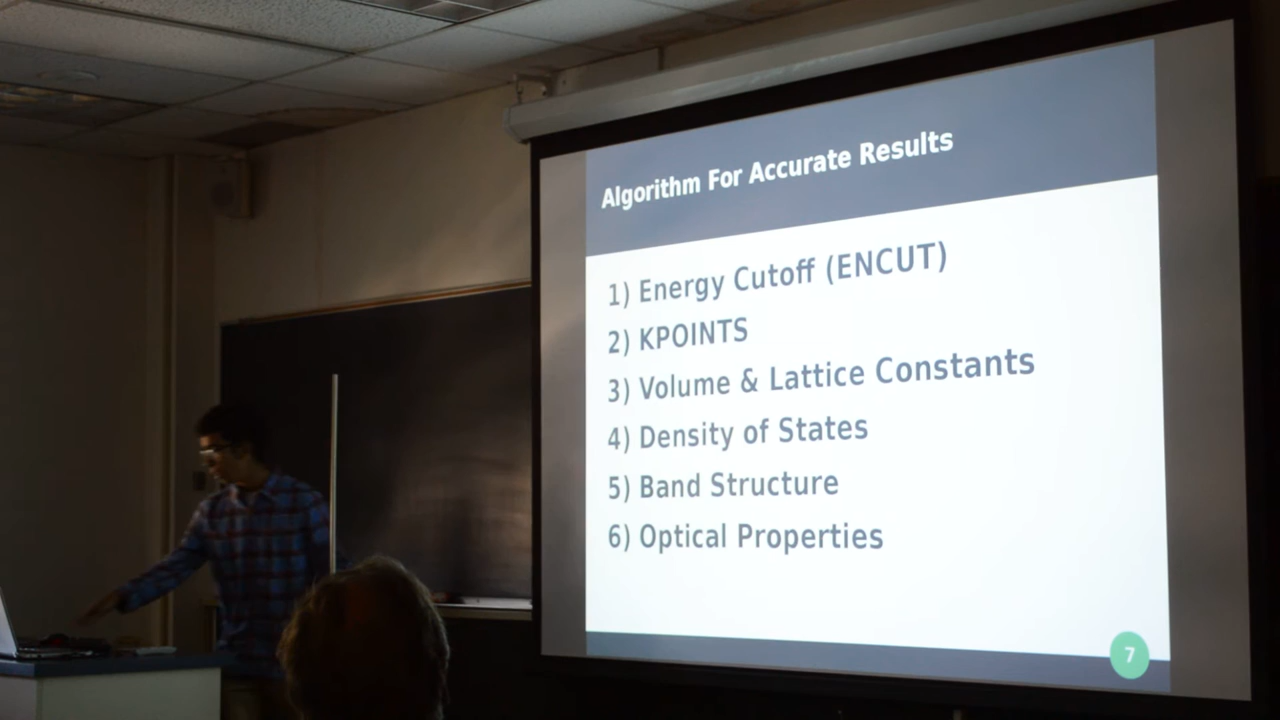 Algorithm For Accurate Results
1) Energy Cutoff (ENCUT)
2) KPOINTS
3) Volume & Lattice Constants
4) Density of States
5) Band Structure
6) Optical Properties
7